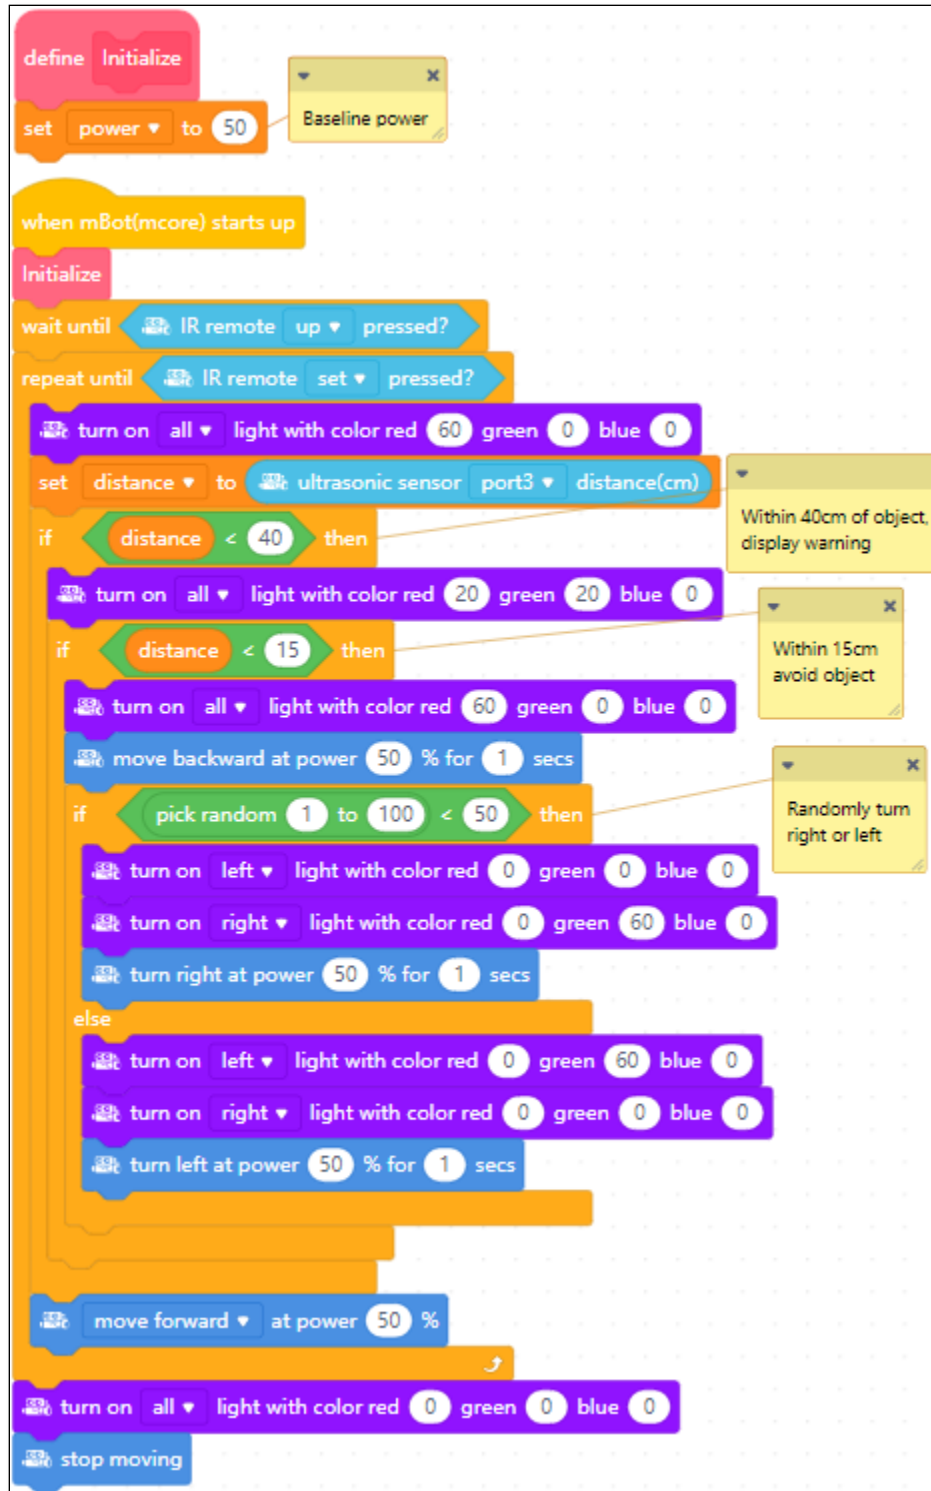 define Initialize
set power to 50
Baseline power
when mBot(mcore) starts up
Initialize
wait until IR remote up pressed?
repeat until IR remote set pressed?
turn on all light with color red 60 green 0 blue 0
set distance to ultrasonic sensor port3 distance(cm)
if distance < 40 then
Within 40cm of object,
display warning
turn on all light with color red 20 green 20 blue 0
if distance < 15 then
Within 15cm
avoid object
turn on all light with color red 60 green 0 blue 0
move backward at power 50 % for 1 secs
if pick random 1 to 100 < 50 then
Randomly turn
right or left
turn on left light with color red 0 green 0 blue 0
turn on right light with color red 0 green 60 blue 0
turn right at power 50 % for 1 secs
else
turn on left light with color red 0 green 60 blue 0
turn on right light with color red 0 green 0 blue 0
turn left at power 50 % for 1 secs
move forward at power 50 %
turn on all light with color red 0 green 0 blue 0
stop moving